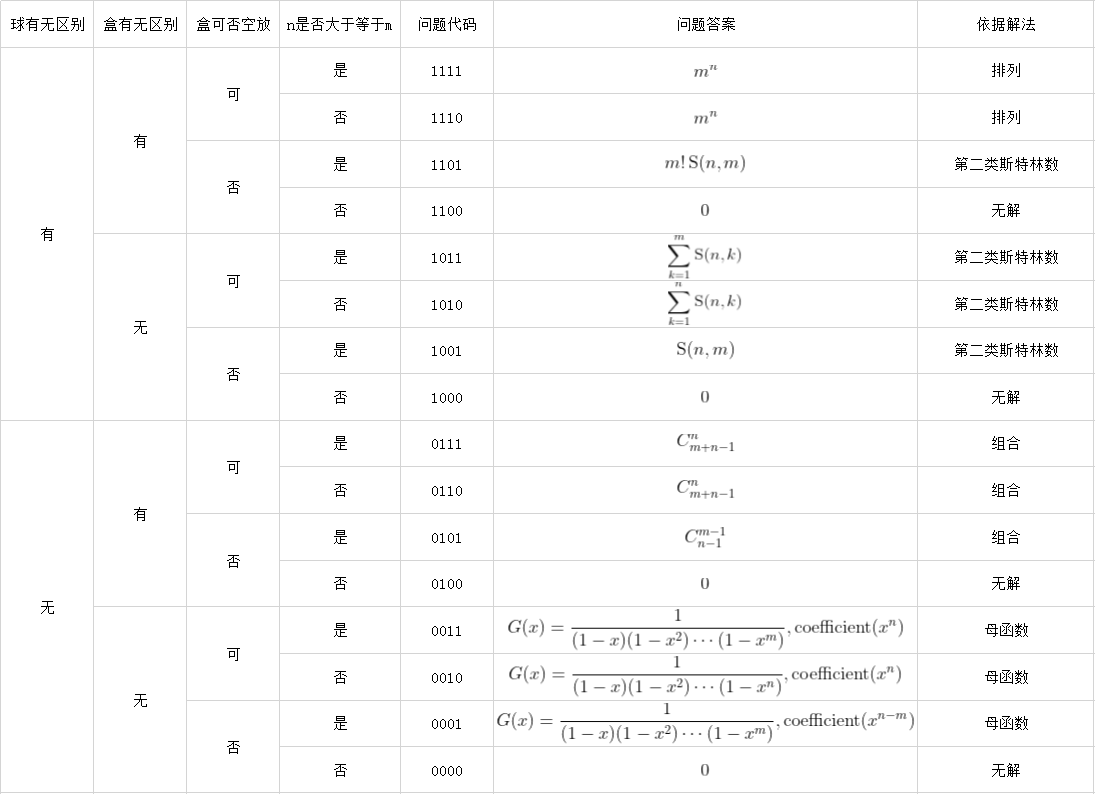 球有无区别 盒有无区别 盒可否空放 n是否大于等于m 问题代码 问题答案 依据解法
有 有 可 是 1111 $m^n$ 排列
否 1110 $m^n$ 排列
否 是 1101 $m!\,\mathrm{S}(n,m)$ 第二类斯特林数
否 1100 0 无解
无 可 是 1011 $\sum_{k=1}^{m}\mathrm{S}(n,k)$ 第二类斯特林数
否 1010 $\sum_{k=1}^{n}\mathrm{S}(n,k)$ 第二类斯特林数
否 是 1001 $\mathrm{S}(n,m)$ 第二类斯特林数
否 1000 0 无解
无 有 可 是 0111 $C_{m+n-1}^{n}$ 组合
否 0110 $C_{m+n-1}^{n}$ 组合
否 是 0101 $C_{n-1}^{m-1}$ 组合
否 0100 0 无解
无 可 是 0011 $G(x)=\frac{1}{(1-x)(1-x^2)\cdots(1-x^m)},\mathrm{coefficient}(x^n)$ 母函数
否 0010 $G(x)=\frac{1}{(1-x)(1-x^2)\cdots(1-x^n)},\mathrm{coefficient}(x^n)$ 母函数
否 是 0001 $G(x)=\frac{1}{(1-x)(1-x^2)\cdots(1-x^m)},\mathrm{coefficient}(x^{n-m})$ 母函数
否 0000 0 无解